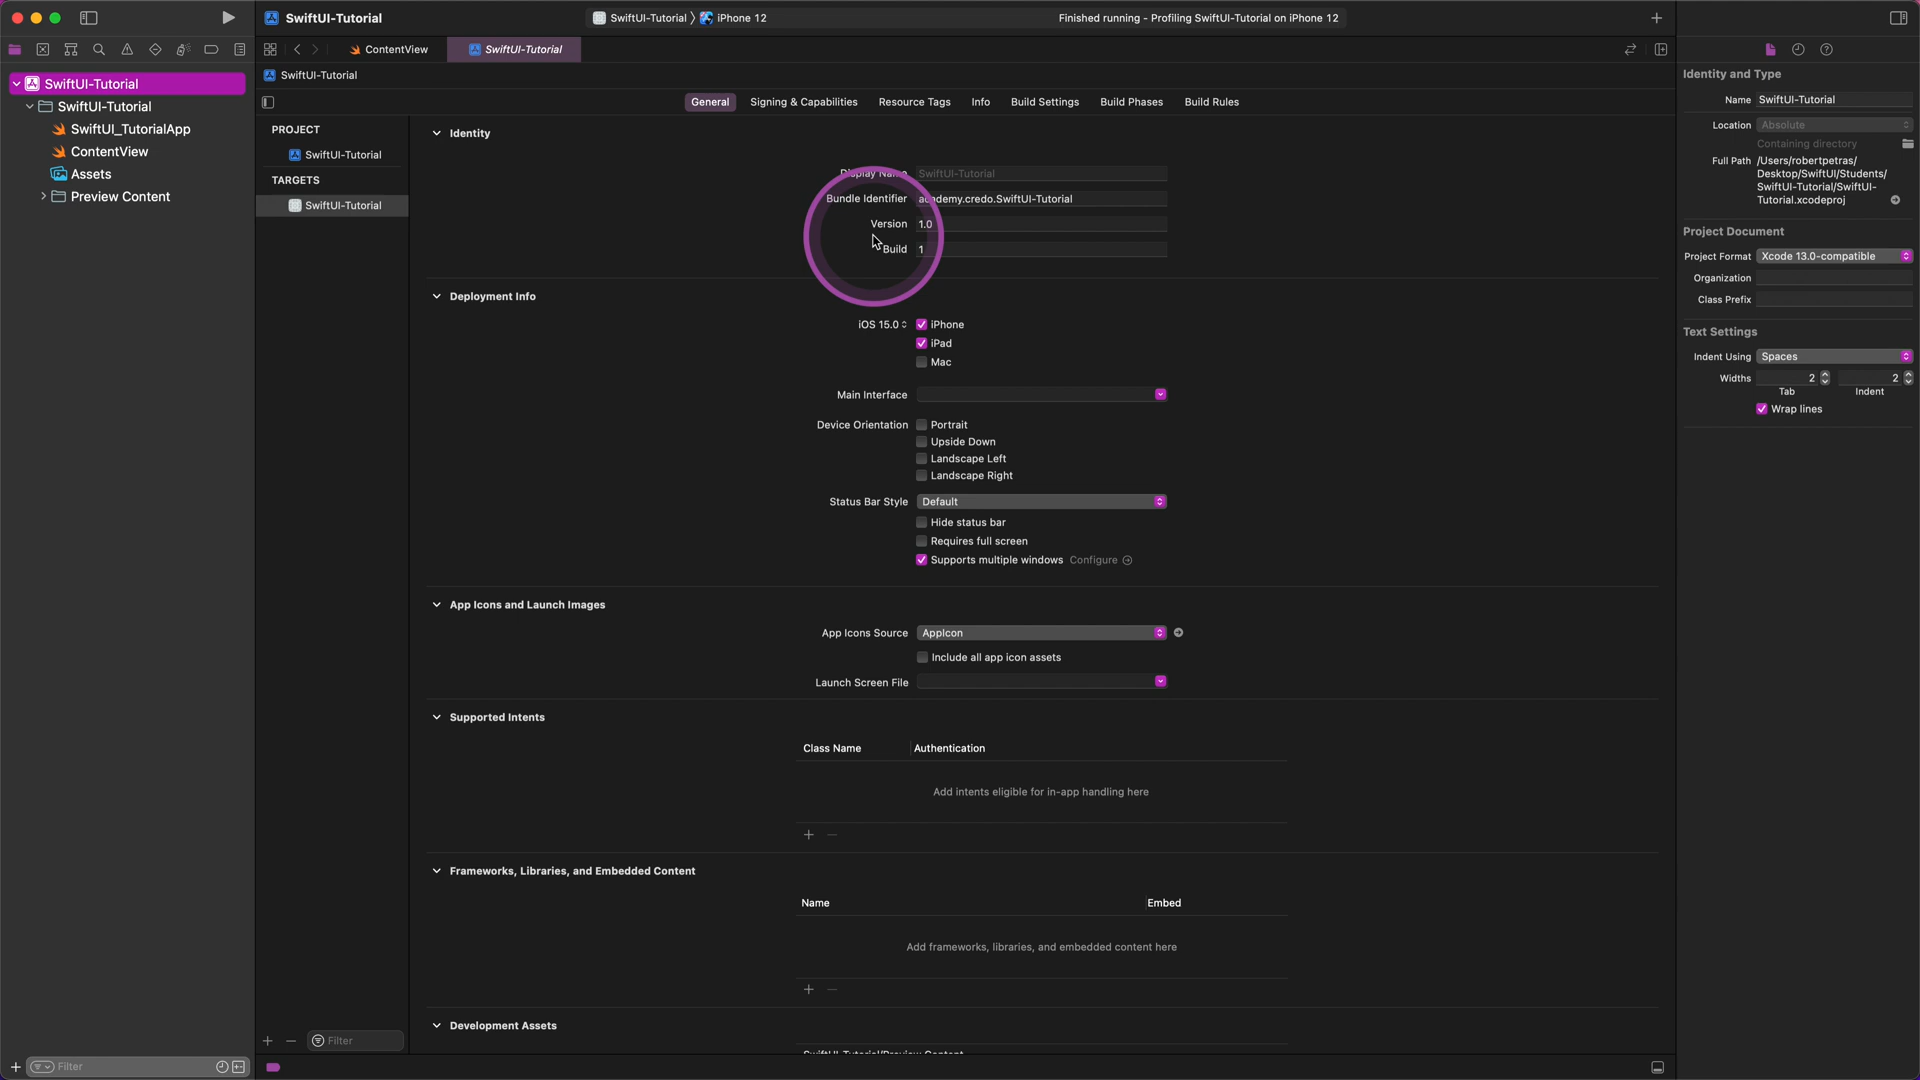 SwiftUI-Tutorial
SwiftUI-Tutorial
iPhone 12
Finished running - Profiling SwiftUI-Tutorial on iPhone 12
ContentView
SwiftUI-Tutorial
SwiftUI-Tutorial
SwiftUI-Tutorial
SwiftUI-Tutorial
SwiftUI_TutorialApp
ContentView
Assets
Preview Content
Filter
PROJECT
SwiftUI-Tutorial
TARGETS
SwiftUI-Tutorial
Filter
General
Signing & Capabilities
Resource Tags
Info
Build Settings
Build Phases
Build Rules
Identity
Display Name SwiftUI-Tutorial
Bundle Identifier academy.credo.SwiftUI-Tutorial
Version 1.0
Build 1
Deployment Info
iOS 15.0 iPhone
iPad
Mac
Main Interface
Device Orientation Portrait
Upside Down
Landscape Left
Landscape Right
Status Bar Style Default
Hide status bar
Requires full screen
Supports multiple windows Configure
App Icons and Launch Images
App Icons Source AppIcon
Include all app icon assets
Launch Screen File
Supported Intents
Class Name Authentication
Add intents eligible for in-app handling here
Frameworks, Libraries, and Embedded Content
Name Embed
Add frameworks, libraries, and embedded content here
Development Assets
SwiftUI-Tutorial/Preview Content
Identity and Type
Name SwiftUI-Tutorial
Location Absolute
Containing directory
Full Path /Users/robertpetras/
Desktop/SwiftUI/Students/
SwiftUI-Tutorial/SwiftUI-
Tutorial.xcodeproj
Project Document
Project Format Xcode 13.0-compatible
Organization
Class Prefix
Text Settings
Indent Using Spaces
Widths 2 2
Tab Indent
Wrap lines